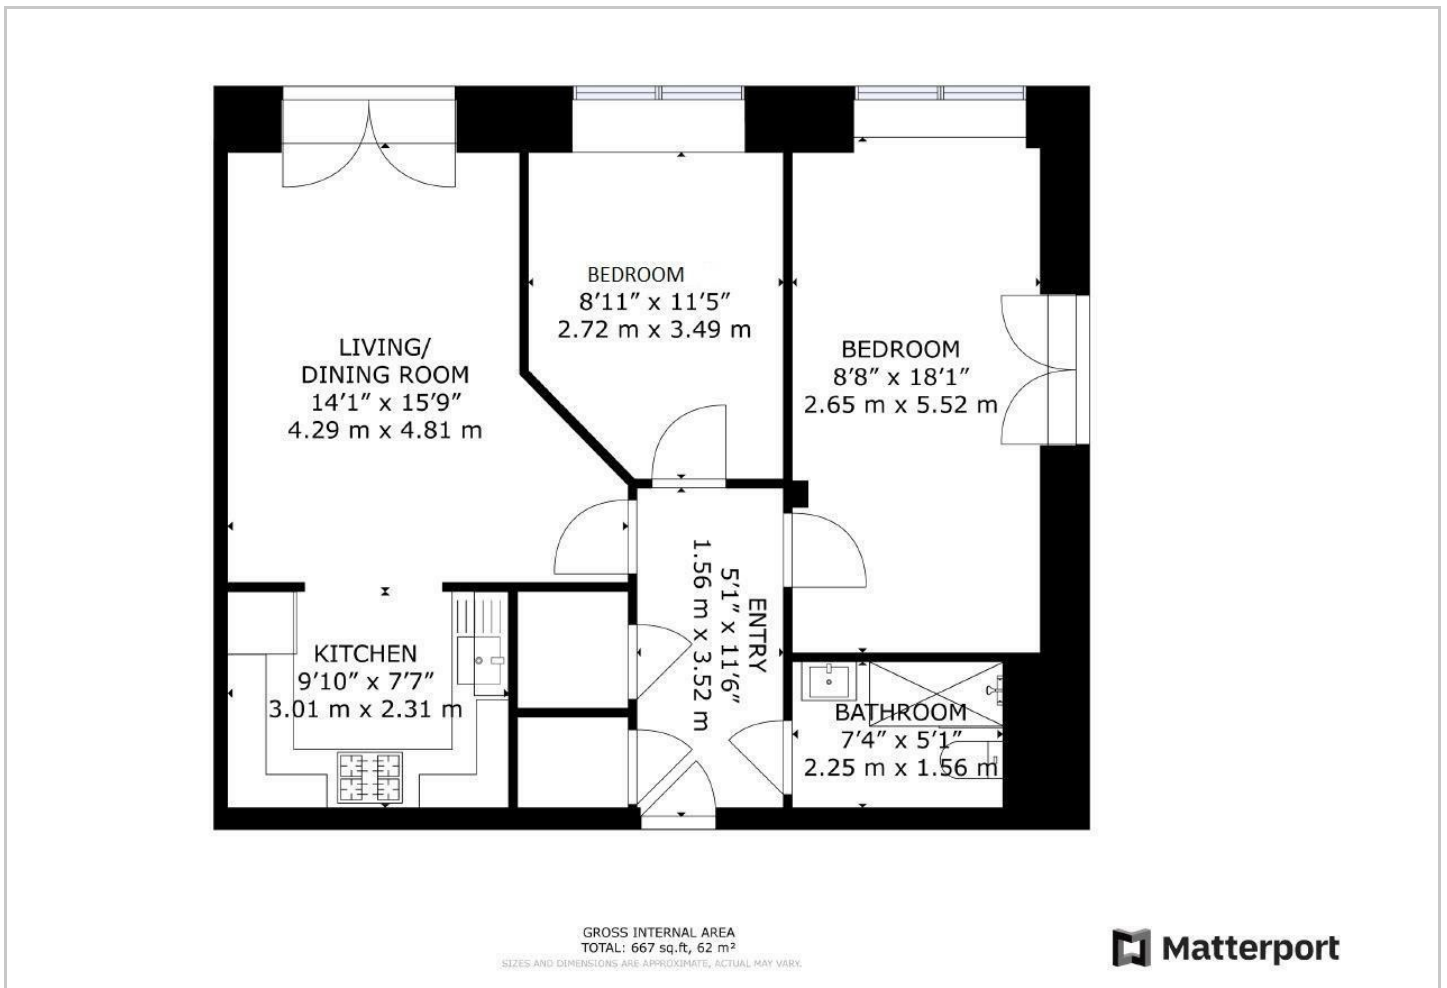 LIVING/
DINING ROOM
14’1” x 15’9”
4.29 m x 4.81 m
BEDROOM
8’11” x 11’5”
2.72 m x 3.49 m
BEDROOM
8’8” x 18’1”
2.65 m x 5.52 m
KITCHEN
9’10” x 7’7”
3.01 m x 2.31 m
ENTRY
5’1” x 11’6”
1.56 m x 3.52 m
BATHROOM
7’4” x 5’1”
2.25 m x 1.56 m
GROSS INTERNAL AREA
TOTAL: 667 sq.ft, 62 m²
SIZES AND DIMENSIONS ARE APPROXIMATE, ACTUAL MAY VARY.
Matterport